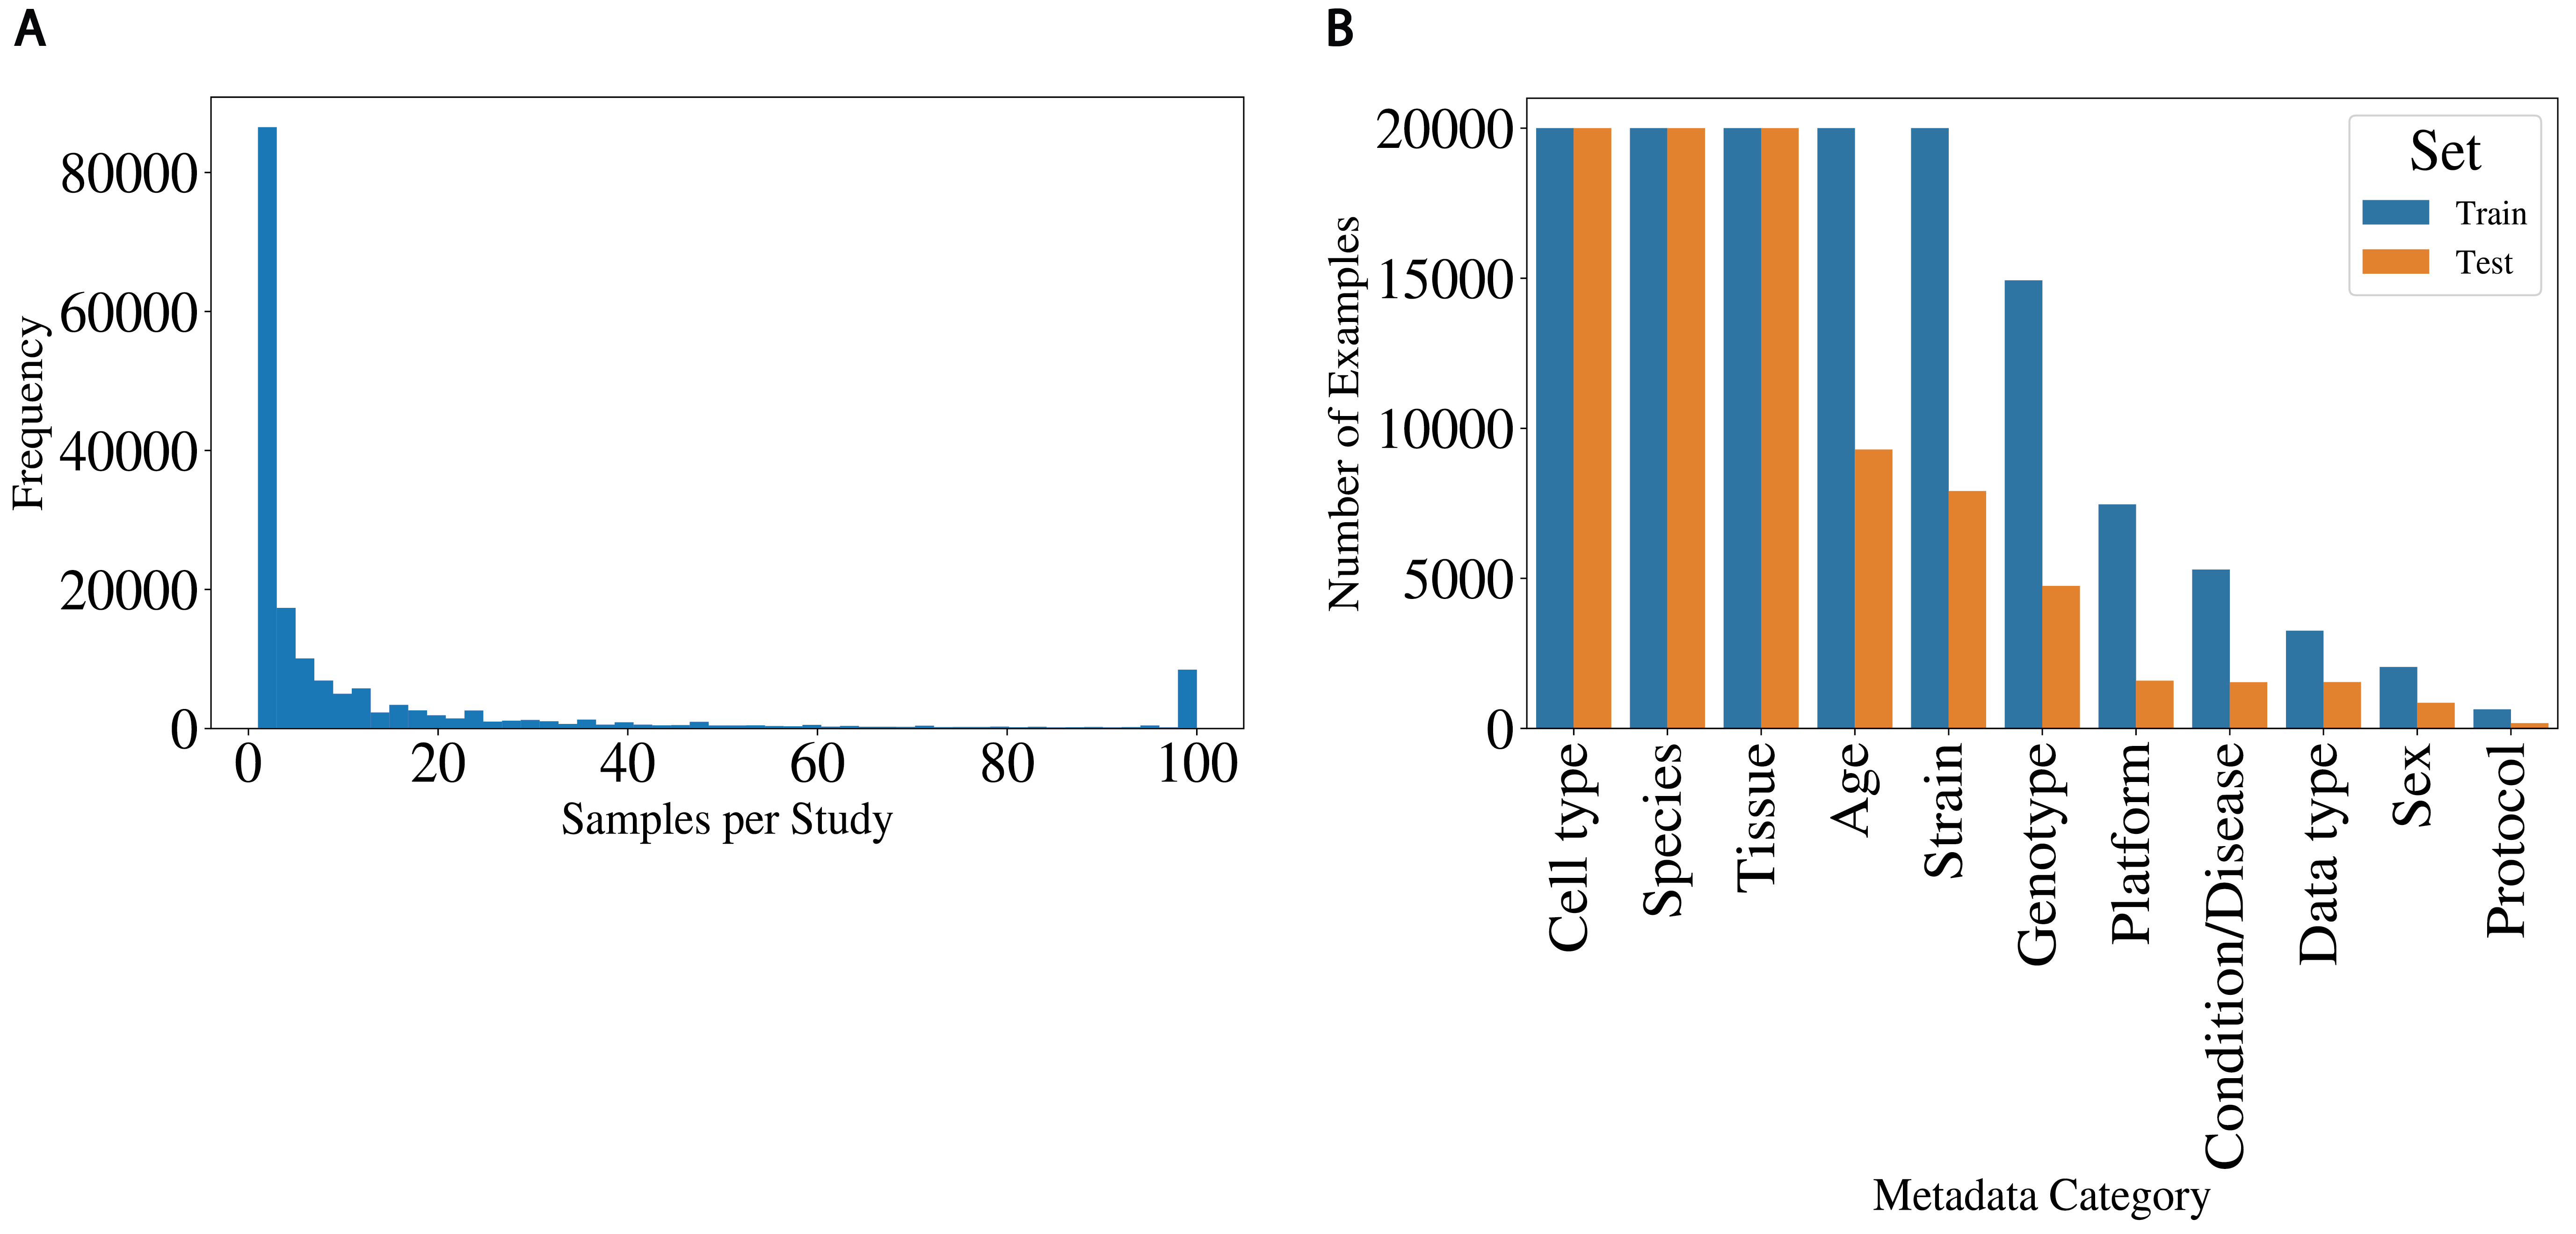 A
Frequency
80000
60000
40000
20000
0
0 20 40 60 80 100
Samples per Study
B
Number of Examples
20000
15000
10000
5000
0
Set
Train
Test
Cell type
Species
Tissue
Age
Strain
Genotype
Platform
Condition/Disease
Data type
Sex
Protocol
Metadata Category